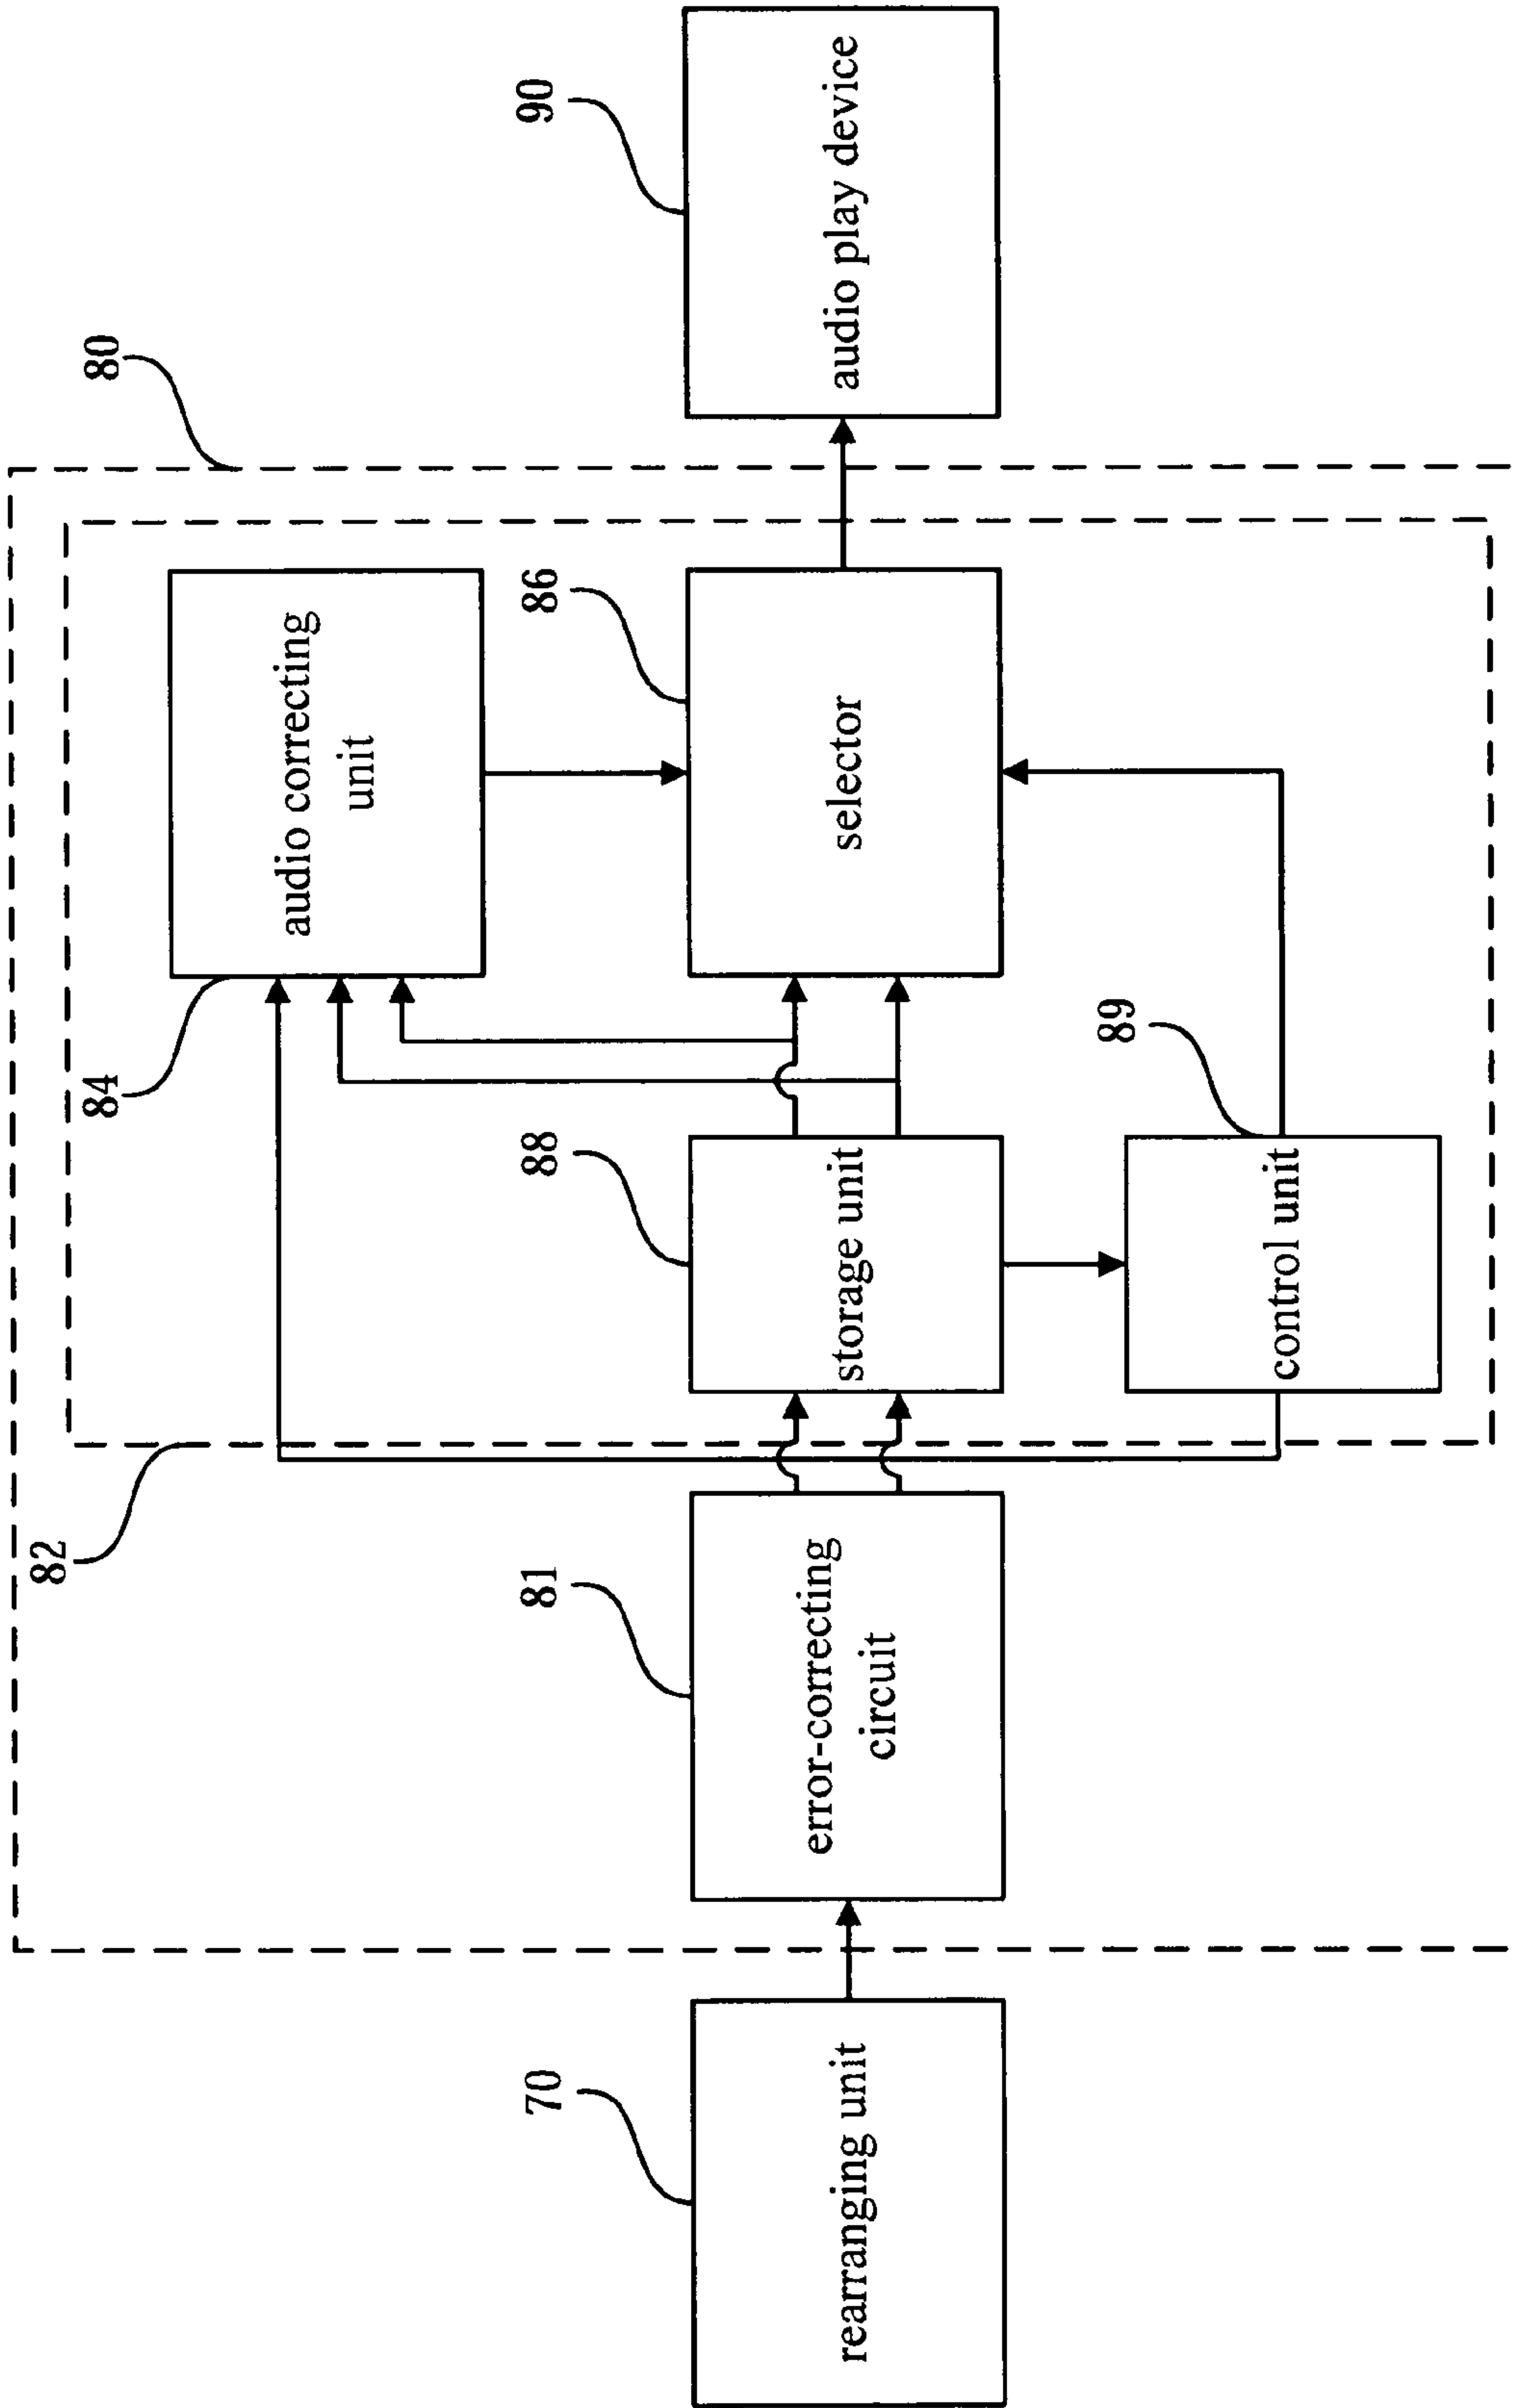 80
82
84
audio correcting
unit
70
rearranging unit
81
error-correcting
circuit
88
storage unit
86
selector
90
audio play device
89
control unit